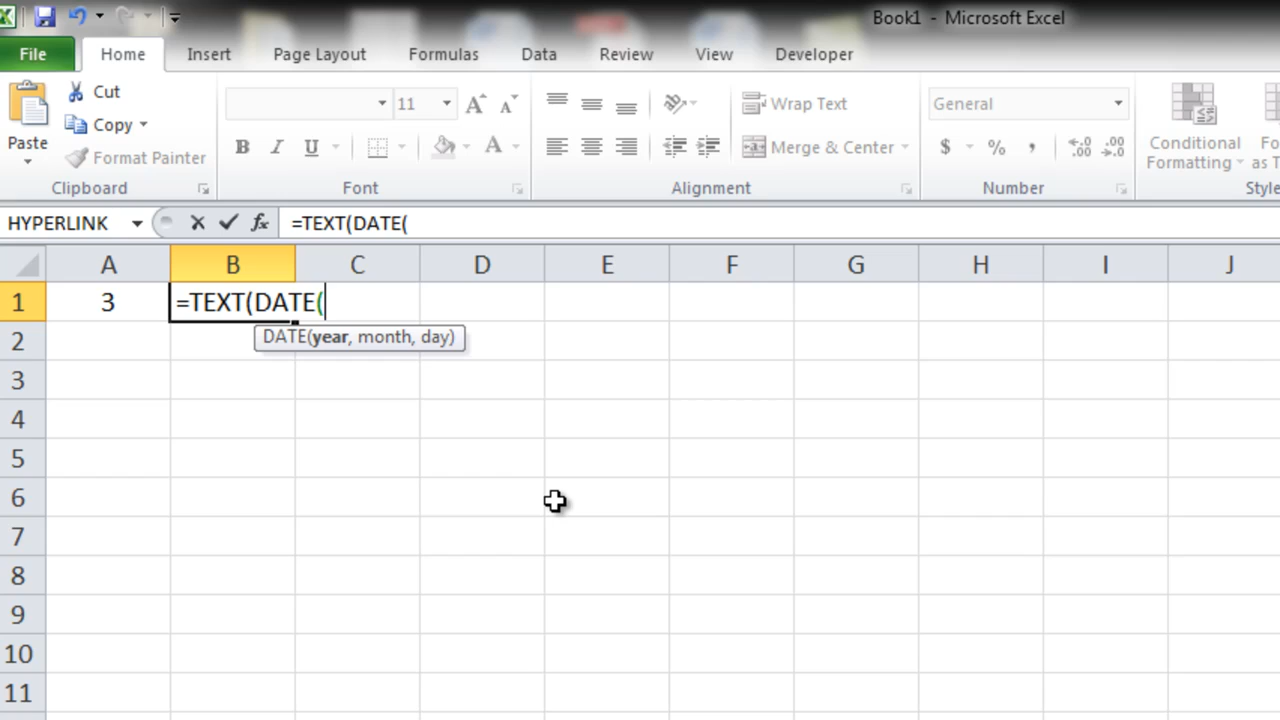 Book1 - Microsoft Excel
File Home Insert Page Layout Formulas Data Review View Developer
Paste Cut Copy Format Painter
11
B I U A
Wrap Text
Merge & Center
General
$ % ,
Conditional Formatting
as T
Clipboard Font Alignment Number Style
HYPERLINK fx =TEXT(DATE(
A B C D E F G H I J
1 3 =TEXT(DATE(
DATE(year, month, day)
2
3
4
5
6
7
8
9
10
11